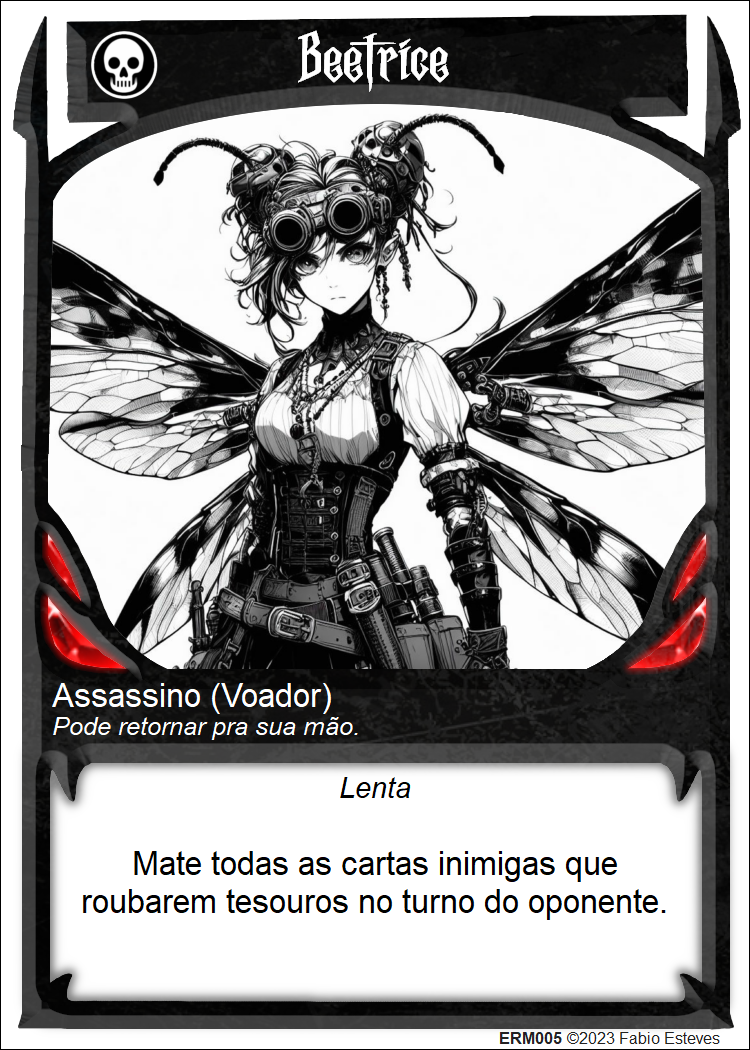 Beetrice
Assassino (Voador)
Pode retornar pra sua mão.
Lenta
Mate todas as cartas inimigas que
roubarem tesouros no turno do oponente.
ERM005 ©2023 Fabio Esteves